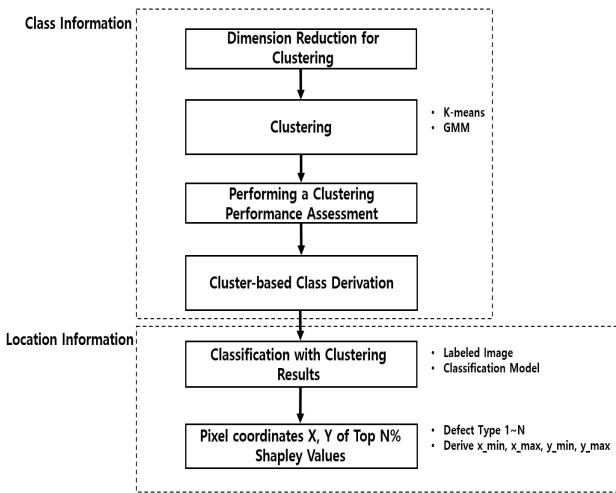 Class Information
Dimension Reduction for
Clustering
Clustering
• K-means
• GMM
Performing a Clustering
Performance Assessment
Cluster-based Class Derivation
Location Information
Classification with Clustering
Results
• Labeled Image
• Classification Model
Pixel coordinates X, Y of Top N%
Shapley Values
• Defect Type 1~N
• Derive x_min, x_max, y_min, y_max